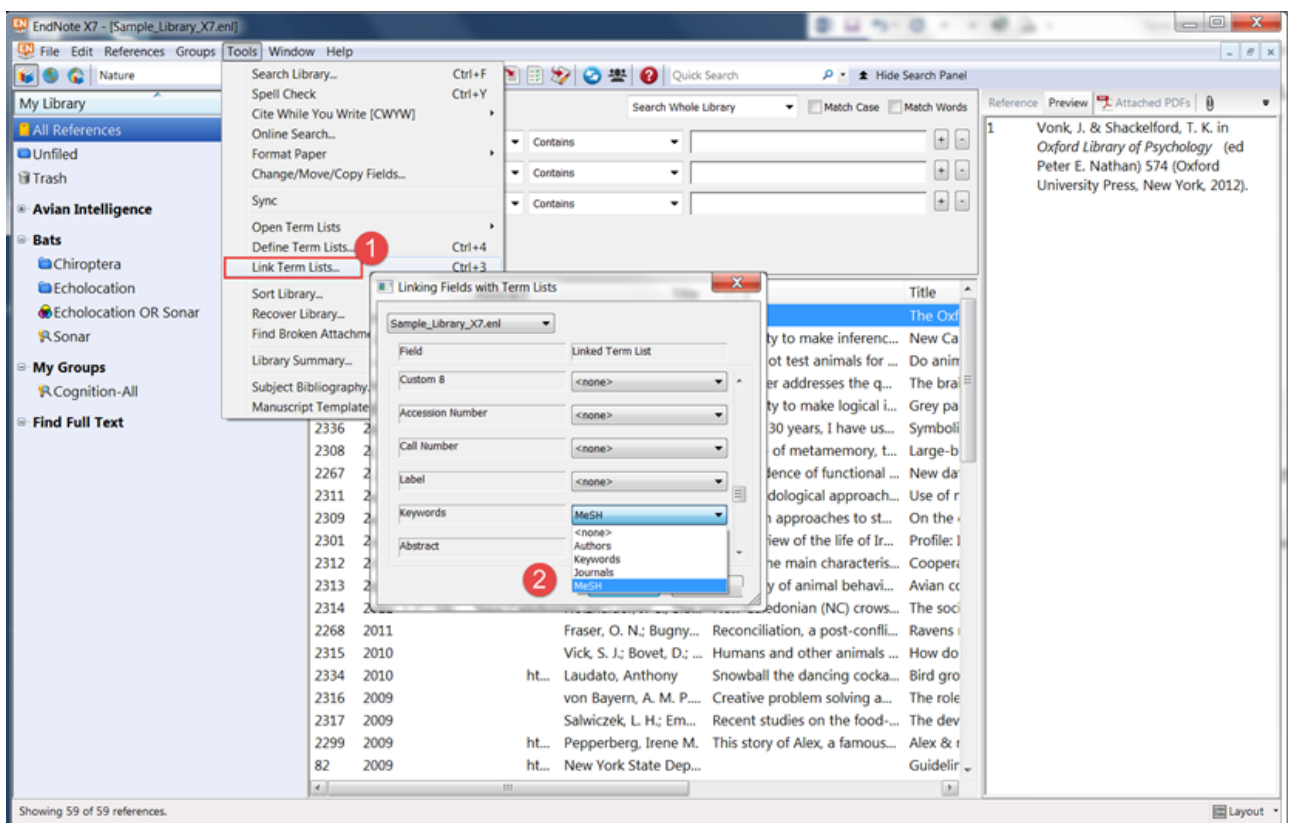 EndNote X7 - [Sample_Library_X7.enl]
File Edit References Groups Tools Window Help
Nature
Quick Search
Hide Search Panel
My Library
All References
Unfiled
Trash
Avian Intelligence
Bats
Chiroptera
Echolocation
Echolocation OR Sonar
Sonar
My Groups
Cognition-All
Find Full Text
Search Library... Ctrl+F
Spell Check Ctrl+Y
Cite While You Write [CWYW]
Online Search...
Format Paper
Change/Move/Copy Fields...
Sync
Open Term Lists
Define Term Lists... Ctrl+4
1
Link Term Lists... Ctrl+3
Sort Library...
Recover Library...
Find Broken Attachme
Library Summary...
Subject Bibliography.
Manuscript Template
Search Whole Library Match Case Match Words
Contains
Contains
Contains
Linking Fields with Term Lists
Sample_Library_X7.enl
Field Linked Term List
Custom 8 <none>
Accession Number <none>
Call Number <none>
Label <none>
Keywords MeSH
Abstract
<none>
Authors
Keywords
Journals
MeSH
2
Title
The Oxf
ty to make inferenc... New Ca
ot test animals for ... Do anim
er addresses the q... The brai
ty to make logical i... Grey pa
2336 2 30 years, I have us... Symboli
2308 2 of metamemory, t... Large-b
2267 2 lence of functional ... New da
2311 2 dological approach... Use of r
2309 2 approaches to st... On the
2301 2 iew of the life of Ir... Profile:
2312 2 he main characteris... Coopera
2313 2 y of animal behavi... Avian co
2314 Caledonian (NC) crows... The soci
2268 2011 Fraser, O. N.; Bugny... Reconciliation, a post-confli... Ravens
2315 2010 Vick, S. J.; Bovet, D.; ... Humans and other animals ... How do
2334 2010 ht... Laudato, Anthony Snowball the dancing cocka... Bird gro
2316 2009 von Bayern, A. M. P.... Creative problem solving a... The role
2317 2009 Salwiczek, L. H.; Em... Recent studies on the food-... The dev
2299 2009 ht... Pepperberg, Irene M. This story of Alex, a famous... Alex & r
82 2009 ht... New York State Dep... Guidelin
Reference Preview Attached PDFs
1 Vonk, J. & Shackelford, T. K. in
Oxford Library of Psychology (ed
Peter E. Nathan) 574 (Oxford
University Press, New York, 2012).
Showing 59 of 59 references.
Layout